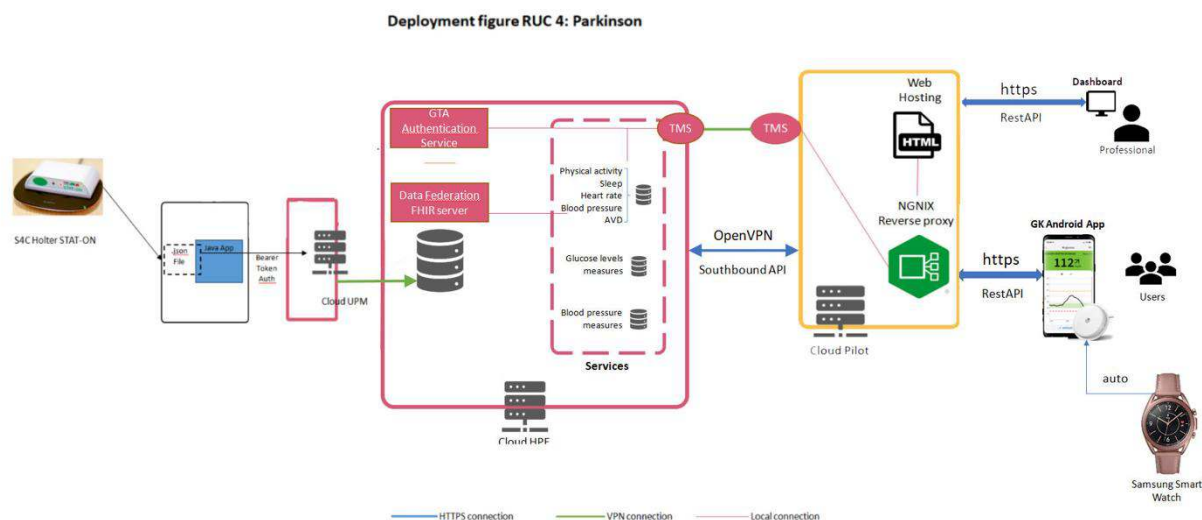 Deployment figure RUC 4: Parkinson
S4C Holter STAT-ON
Json
File
Java App
Bearer
Token
Auth
Cloud UPM
GTA
Authentication
Service
Data Federation
FHIR server
Physical activity
Sleep
Heart rate
Blood pressure
AVD
Glucose levels
measures
Blood pressure
measures
Services
Cloud HPE
TMS
TMS
OpenVPN
Southbound API
Web
Hosting
HTML
NGNIX
Reverse proxy
Cloud Pilot
https
RestAPI
Dashboard
Professional
https
RestAPI
GK Android App
112
Users
auto
Samsung Smart
Watch
HTTPS connection
VPN connection
Local connection